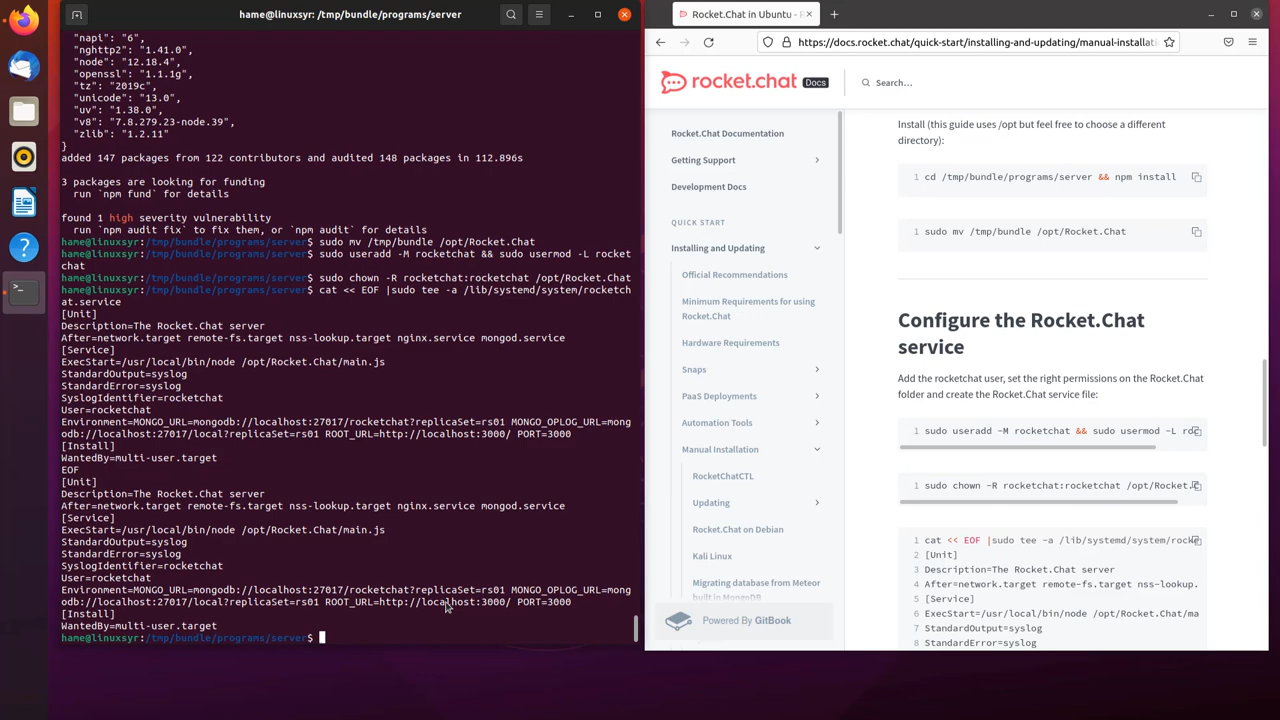 hame@linuxsyr: /tmp/bundle/programs/server
"napi": "6",
"nghttp2": "1.41.0",
"node": "12.18.4",
"openssl": "1.1.1g",
"tz": "2019c",
"unicode": "13.0",
"uv": "1.38.0",
"v8": "7.8.279.23-node.39",
"zlib": "1.2.11"
}
added 147 packages from 122 contributors and audited 148 packages in 112.896s
3 packages are looking for funding
run `npm fund` for details
found 1 high severity vulnerability
run `npm audit fix` to fix them, or `npm audit` for details
hame@linuxsyr:/tmp/bundle/programs/server$ sudo mv /tmp/bundle /opt/Rocket.Chat
hame@linuxsyr:/tmp/bundle/programs/server$ sudo useradd -M rocketchat && sudo usermod -L rocket
chat
hame@linuxsyr:/tmp/bundle/programs/server$ sudo chown -R rocketchat:rocketchat /opt/Rocket.Chat
hame@linuxsyr:/tmp/bundle/programs/server$ cat << EOF |sudo tee -a /lib/systemd/system/rocketch
at.service
[Unit]
Description=The Rocket.Chat server
After=network.target remote-fs.target nss-lookup.target nginx.service mongod.service
[Service]
ExecStart=/usr/local/bin/node /opt/Rocket.Chat/main.js
StandardOutput=syslog
StandardError=syslog
SyslogIdentifier=rocketchat
User=rocketchat
Environment=MONGO_URL=mongodb://localhost:27017/rocketchat?replicaSet=rs01 MONGO_OPLOG_URL=mong
odb://localhost:27017/local?replicaSet=rs01 ROOT_URL=http://localhost:3000/ PORT=3000
[Install]
WantedBy=multi-user.target
EOF
[Unit]
Description=The Rocket.Chat server
After=network.target remote-fs.target nss-lookup.target nginx.service mongod.service
[Service]
ExecStart=/usr/local/bin/node /opt/Rocket.Chat/main.js
StandardOutput=syslog
StandardError=syslog
SyslogIdentifier=rocketchat
User=rocketchat
Environment=MONGO_URL=mongodb://localhost:27017/rocketchat?replicaSet=rs01 MONGO_OPLOG_URL=mong
odb://localhost:27017/local?replicaSet=rs01 ROOT_URL=http://localhost:3000/ PORT=3000
[Install]
WantedBy=multi-user.target
hame@linuxsyr:/tmp/bundle/programs/server$
Rocket.Chat in Ubuntu - R
https://docs.rocket.chat/quick-start/installing-and-updating/manual-installati
rocket.chat Docs
Search…
Rocket.Chat Documentation
Getting Support
Development Docs
QUICK START
Installing and Updating
Official Recommendations
Minimum Requirements for using
Rocket.Chat
Hardware Requirements
Snaps
PaaS Deployments
Automation Tools
Manual Installation
RocketChatCTL
Updating
Rocket.Chat on Debian
Kali Linux
Migrating database from Meteor
built in MongoDB
Powered By GitBook
Install (this guide uses /opt but feel free to choose a different
directory):
1 cd /tmp/bundle/programs/server && npm install
1 sudo mv /tmp/bundle /opt/Rocket.Chat
Configure the Rocket.Chat
service
Add the rocketchat user, set the right permissions on the Rocket.Chat
folder and create the Rocket.Chat service file:
1 sudo useradd -M rocketchat && sudo usermod -L roc
1 sudo chown -R rocketchat:rocketchat /opt/Rocket.
1 cat << EOF |sudo tee -a /lib/systemd/system/rocke
2 [Unit]
3 Description=The Rocket.Chat server
4 After=network.target remote-fs.target nss-lookup.
5 [Service]
6 ExecStart=/usr/local/bin/node /opt/Rocket.Chat/ma
7 StandardOutput=syslog
8 StandardError=syslog